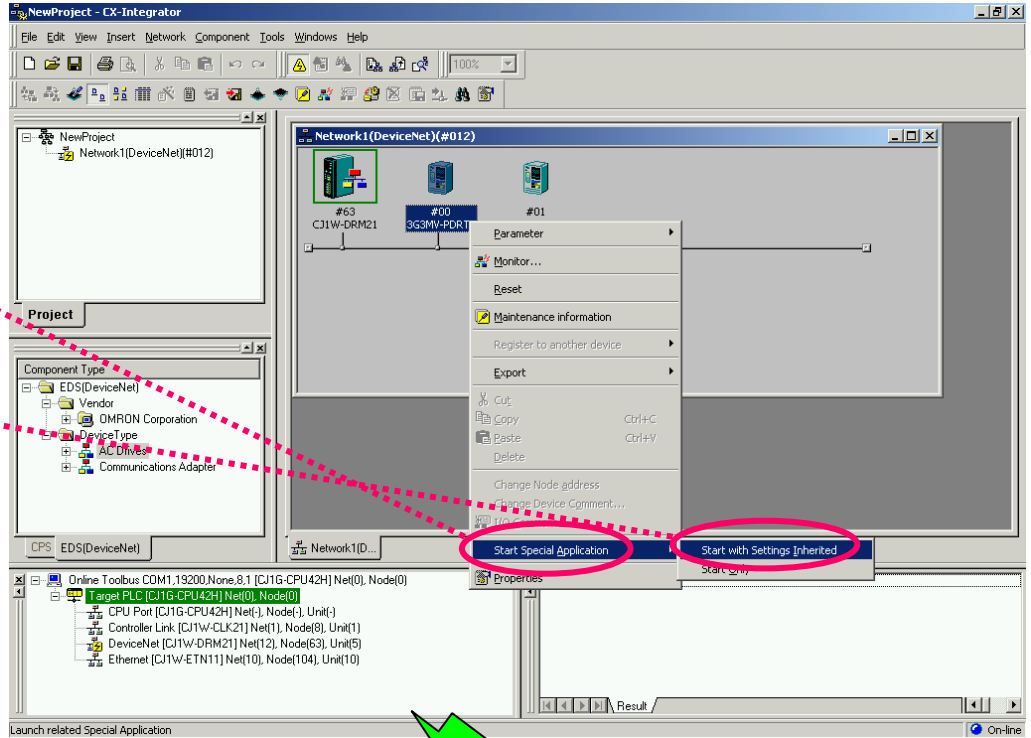 NewProject - CX-Integrator
File Edit View Insert Network Component Tools Windows Help
100%
NewProject
Network1(DeviceNet)(#012)
Project
Component Type
EDS(DeviceNet)
Vendor
OMRON Corporation
DeviceType
AC Drives
Communications Adapter
CPS EDS(DeviceNet)
Network1(DeviceNet)(#012)
#63
CJ1W-DRM21
#00
3G3MV-PDRT
#01
Parameter
Monitor...
Reset
Maintenance information
Register to another device
Export
Cut
Copy Ctrl+C
Paste Ctrl+V
Delete
Change Node address
Change Device Comment...
Start Special Application
Properties
Start with Settings Inherited
Start Only
Network1(D...
Online Toolbus COM1,19200,None,8,1 [CJ1G-CPU42H] Net(0), Node(0)
Target PLC [CJ1G-CPU42H] Net(0), Node(0)
CPU Port [CJ1G-CPU42H] Net(-), Node(-), Unit(-)
Controller Link [CJ1W-CLK21] Net(1), Node(8), Unit(1)
DeviceNet [CJ1W-DRM21] Net(12), Node(63), Unit(5)
Ethernet [CJ1W-ETN11] Net(10), Node(104), Unit(10)
Result
Launch related Special Application
On-line